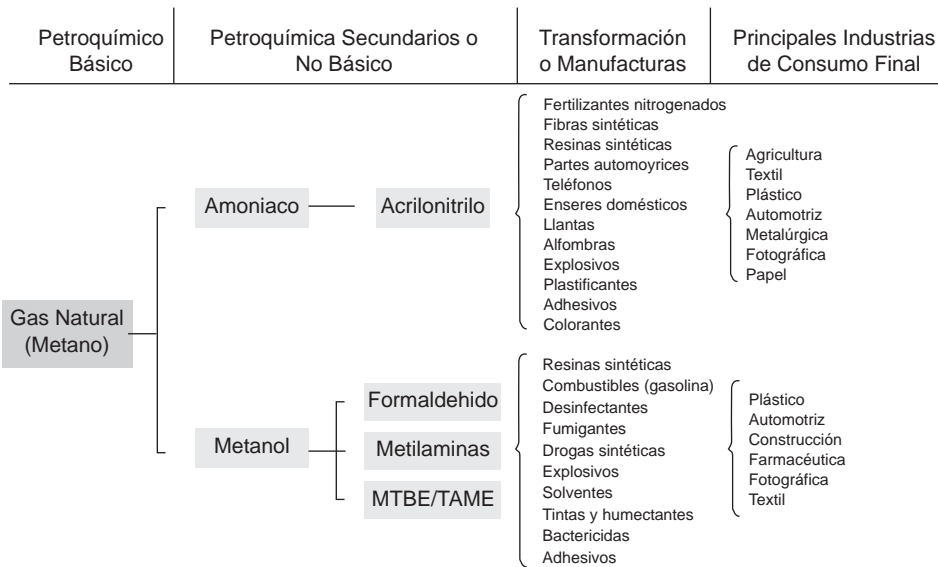 Petroquímico
Básico
Petroquímica Secundarios o
No Básico
Transformación
o Manufacturas
Principales Industrias
de Consumo Final
Gas Natural
(Metano)
Amoniaco
Acrilonitrilo
Fertilizantes nitrogenados
Fibras sintéticas
Resinas sintéticas
Partes automoyrices
Teléfonos
Enseres domésticos
Llantas
Alfombras
Explosivos
Plastificantes
Adhesivos
Colorantes
Agricultura
Textil
Plástico
Automotriz
Metalúrgica
Fotográfica
Papel
Metanol
Formaldehido
Metilaminas
MTBE/TAME
Resinas sintéticas
Combustibles (gasolina)
Desinfectantes
Fumigantes
Drogas sintéticas
Explosivos
Solventes
Tintas y humectantes
Bactericidas
Adhesivos
Plástico
Automotriz
Construcción
Farmacéutica
Fotográfica
Textil